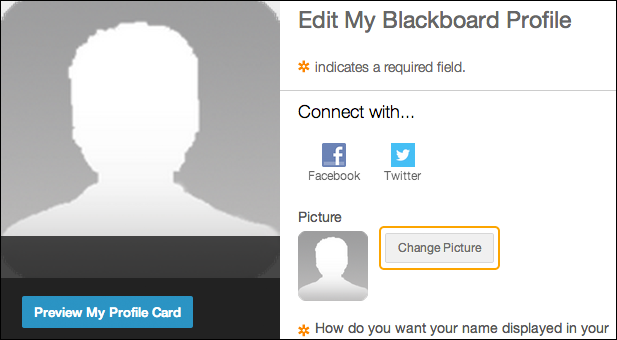 Edit My Blackboard Profile
✲ indicates a required field.
Connect with...
Facebook
Twitter
Picture
Change Picture
Preview My Profile Card
✲ How do you want your name displayed in your